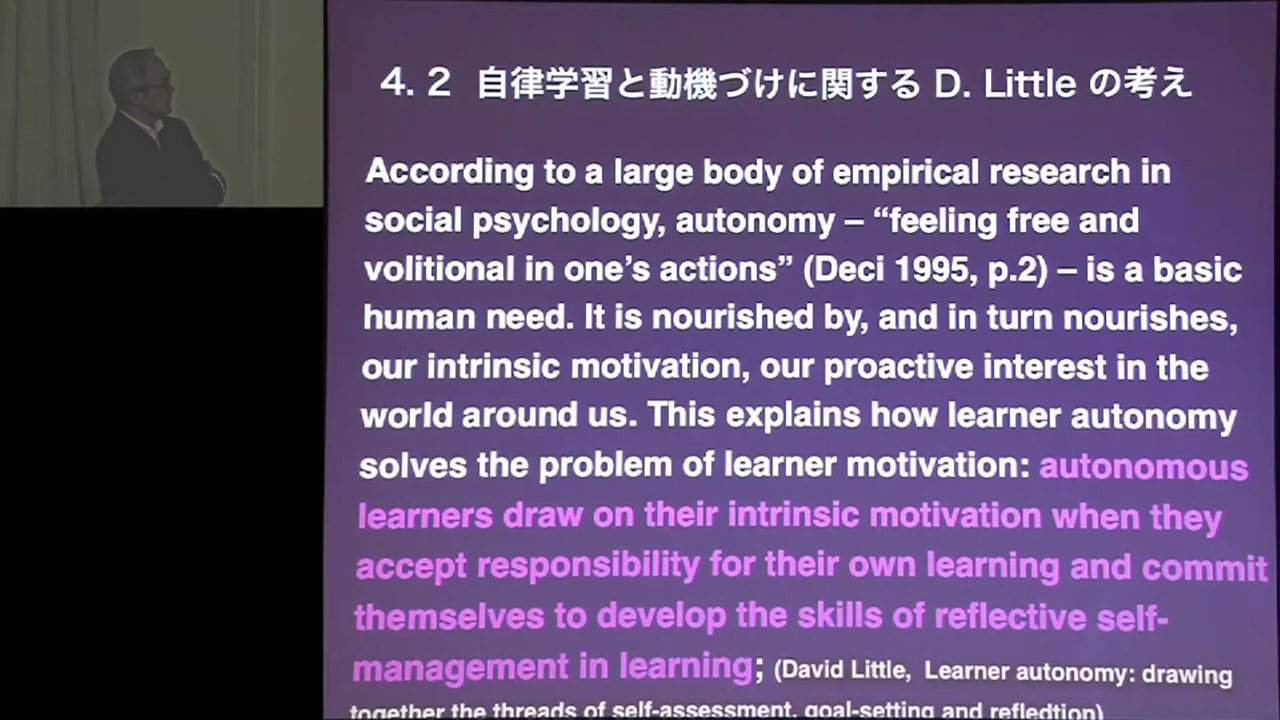 4. 2 自律学習と動機づけに関する D. Little の考え
According to a large body of empirical research in
social psychology, autonomy – “feeling free and
volitional in one’s actions” (Deci 1995, p.2) – is a basic
human need. It is nourished by, and in turn nourishes,
our intrinsic motivation, our proactive interest in the
world around us. This explains how learner autonomy
solves the problem of learner motivation: autonomous
learners draw on their intrinsic motivation when they
accept responsibility for their own learning and commit
themselves to develop the skills of reflective self-
management in learning; (David Little, Learner autonomy: drawing
together the threads of self-assessment, goal-setting and refledtion)